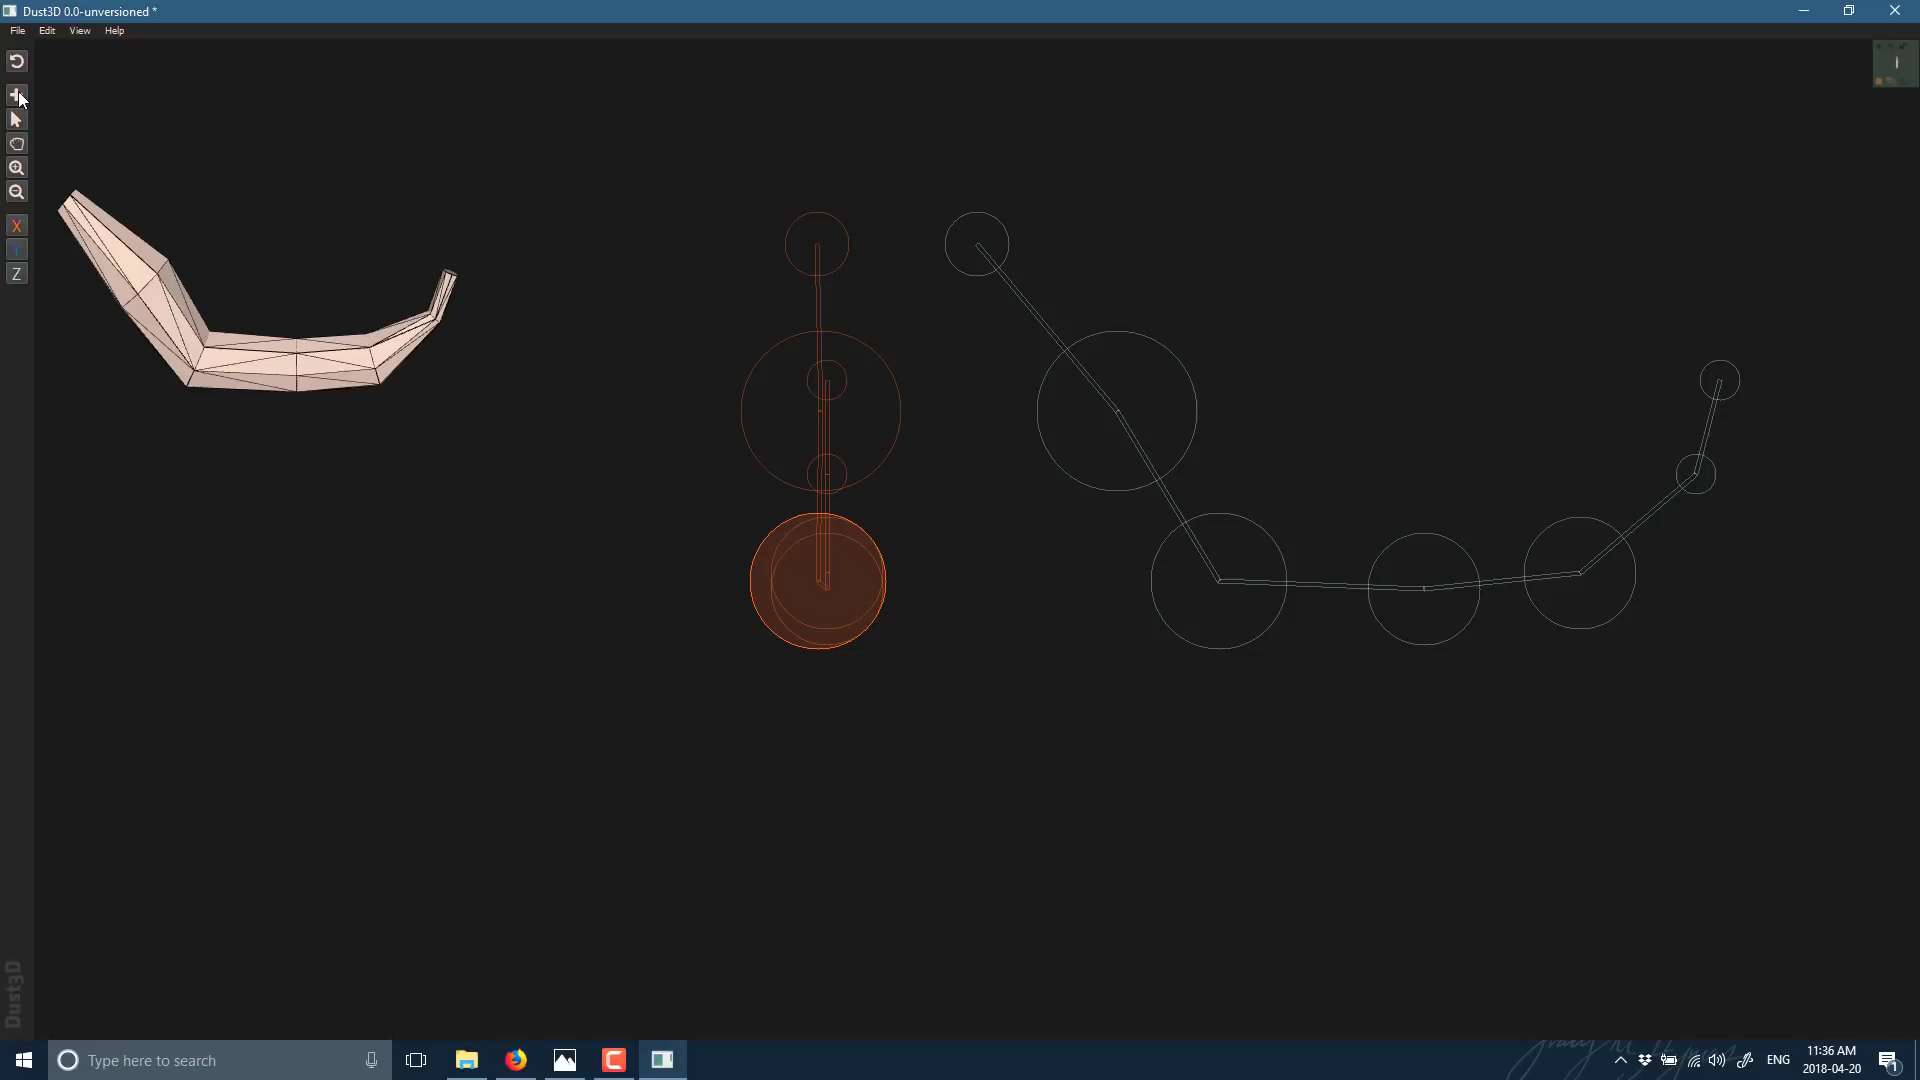 Dust3D 0.0-unversioned *
File Edit View Help
X
Y
Z
Dust3D
Type here to search
ENG
11:36 AM
2018-04-20
1